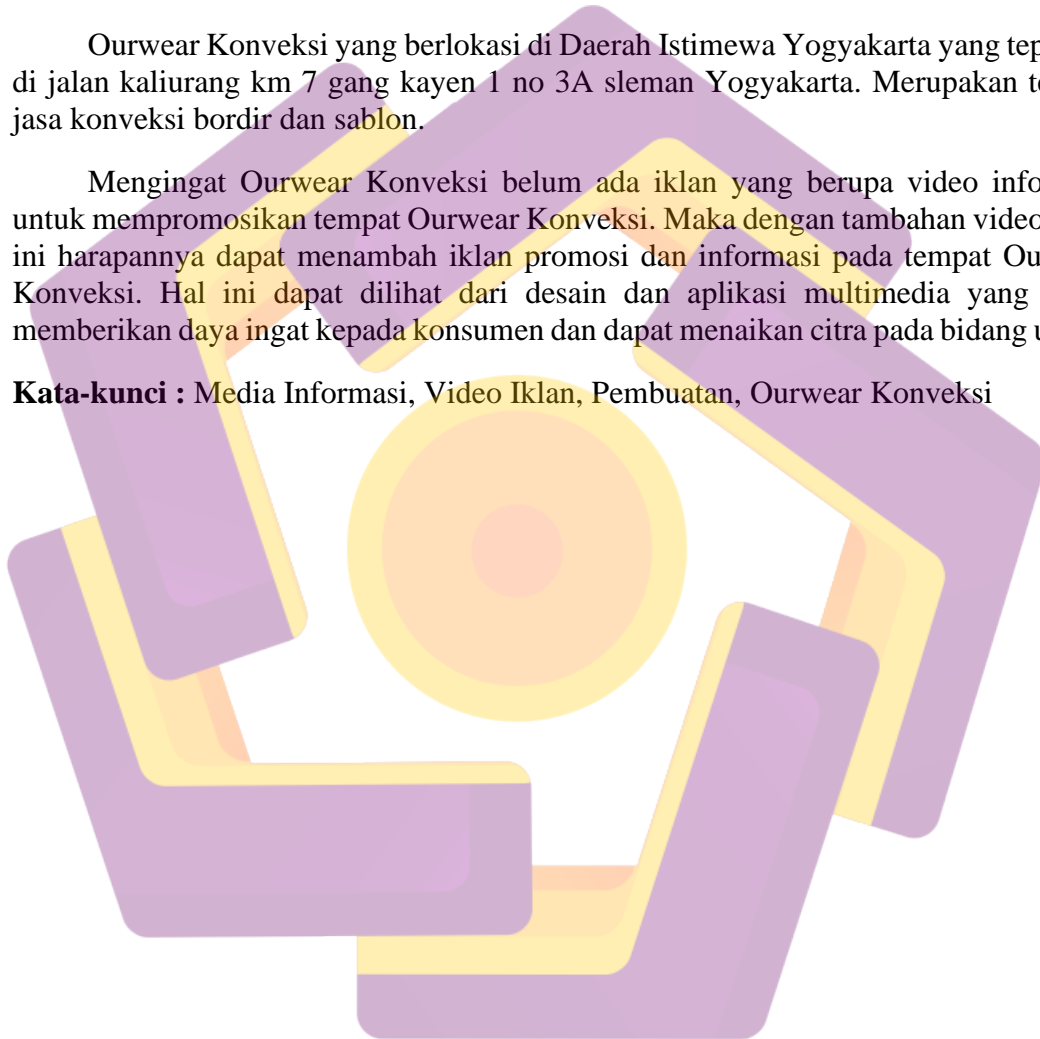 Ourwear Konveksi yang berlokasi di Daerah Istimewa Yogyakarta yang tep
di jalan kaliurang km 7 gang kayen 1 no 3A sleman Yogyakarta. Merupakan te
jasa konveksi bordir dan sablon.
Mengingat Ourwear Konveksi belum ada iklan yang berupa video info
untuk mempromosikan tempat Ourwear Konveksi. Maka dengan tambahan video
ini harapannya dapat menambah iklan promosi dan informasi pada tempat Ou
Konveksi. Hal ini dapat dilihat dari desain dan aplikasi multimedia yang
memberikan daya ingat kepada konsumen dan dapat menaikan citra pada bidang u
Kata-kunci : Media Informasi, Video Iklan, Pembuatan, Ourwear Konveksi